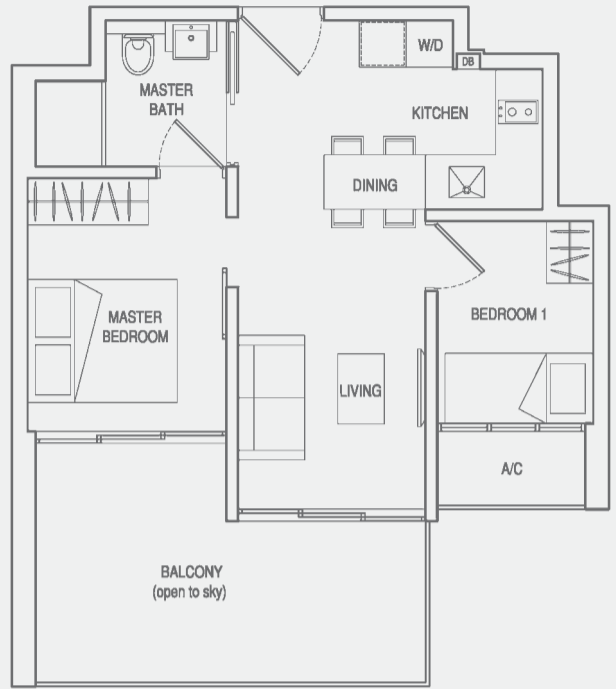 W/D
DB
MASTER
BATH
KITCHEN
DINING
MASTER
BEDROOM
BEDROOM 1
LIVING
A/C
BALCONY
(open to sky)